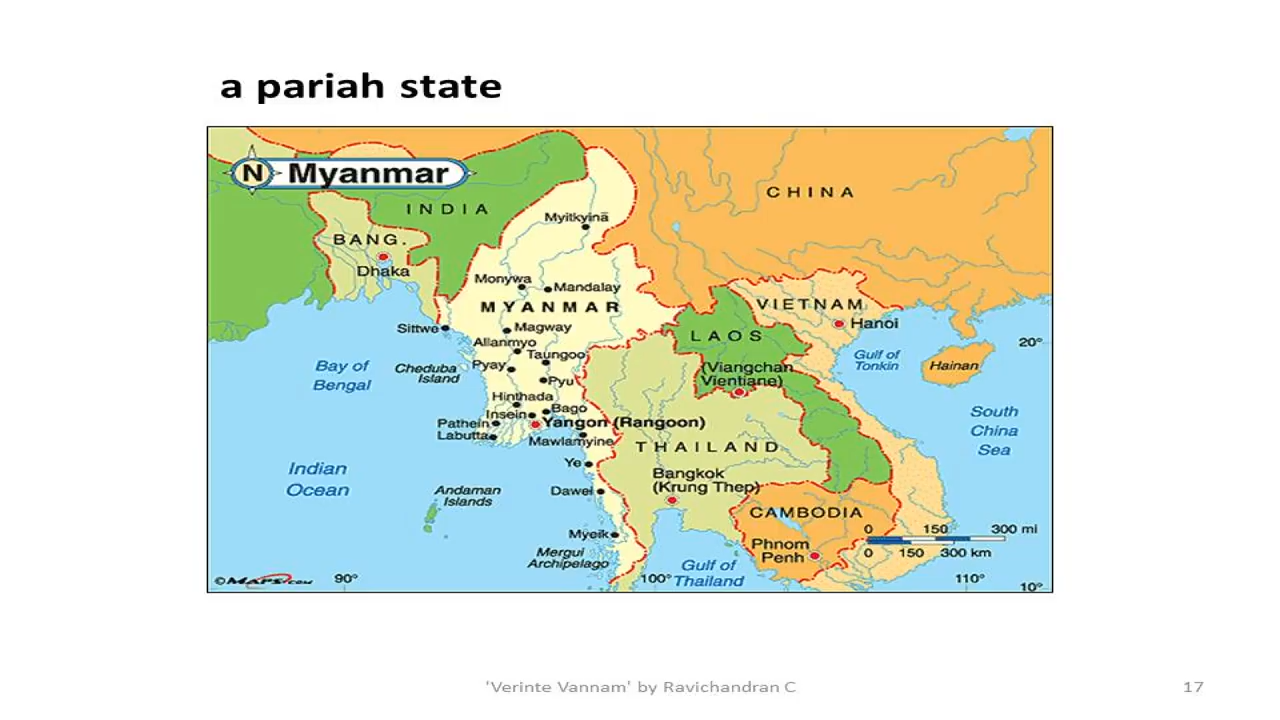 a pariah state
N Myanmar
CHINA
INDIA
Myitkyina
BANG.
Dhaka
Monywa
Mandalay
MYANMAR
VIETNAM
Hanoi
Sittwe
Magway
LAOS
20°
Allanmyo
Taungoo
Bay of
Bengal
Cheduba
Island
Pyay
Pyu
(Viangchan
Vientiane)
Gulf of
Tonkin
Hainan
Hinthada
Insein
Bago
Pathein
Yangon (Rangoon)
Labutta
Mawlamyine
THAILAND
South
China
Sea
Ye
Indian
Ocean
Bangkok
(Krung Thep)
Andaman
Islands
Dawei
CAMBODIA
0 150 300 mi
0 150 300 km
Myeik
Phnom
Penh
Mergui
Archipelago
Gulf of
Thailand
©MAPS.COM
90°
100°
110°
10°
'Verinte Vannam' by Ravichandran C
17